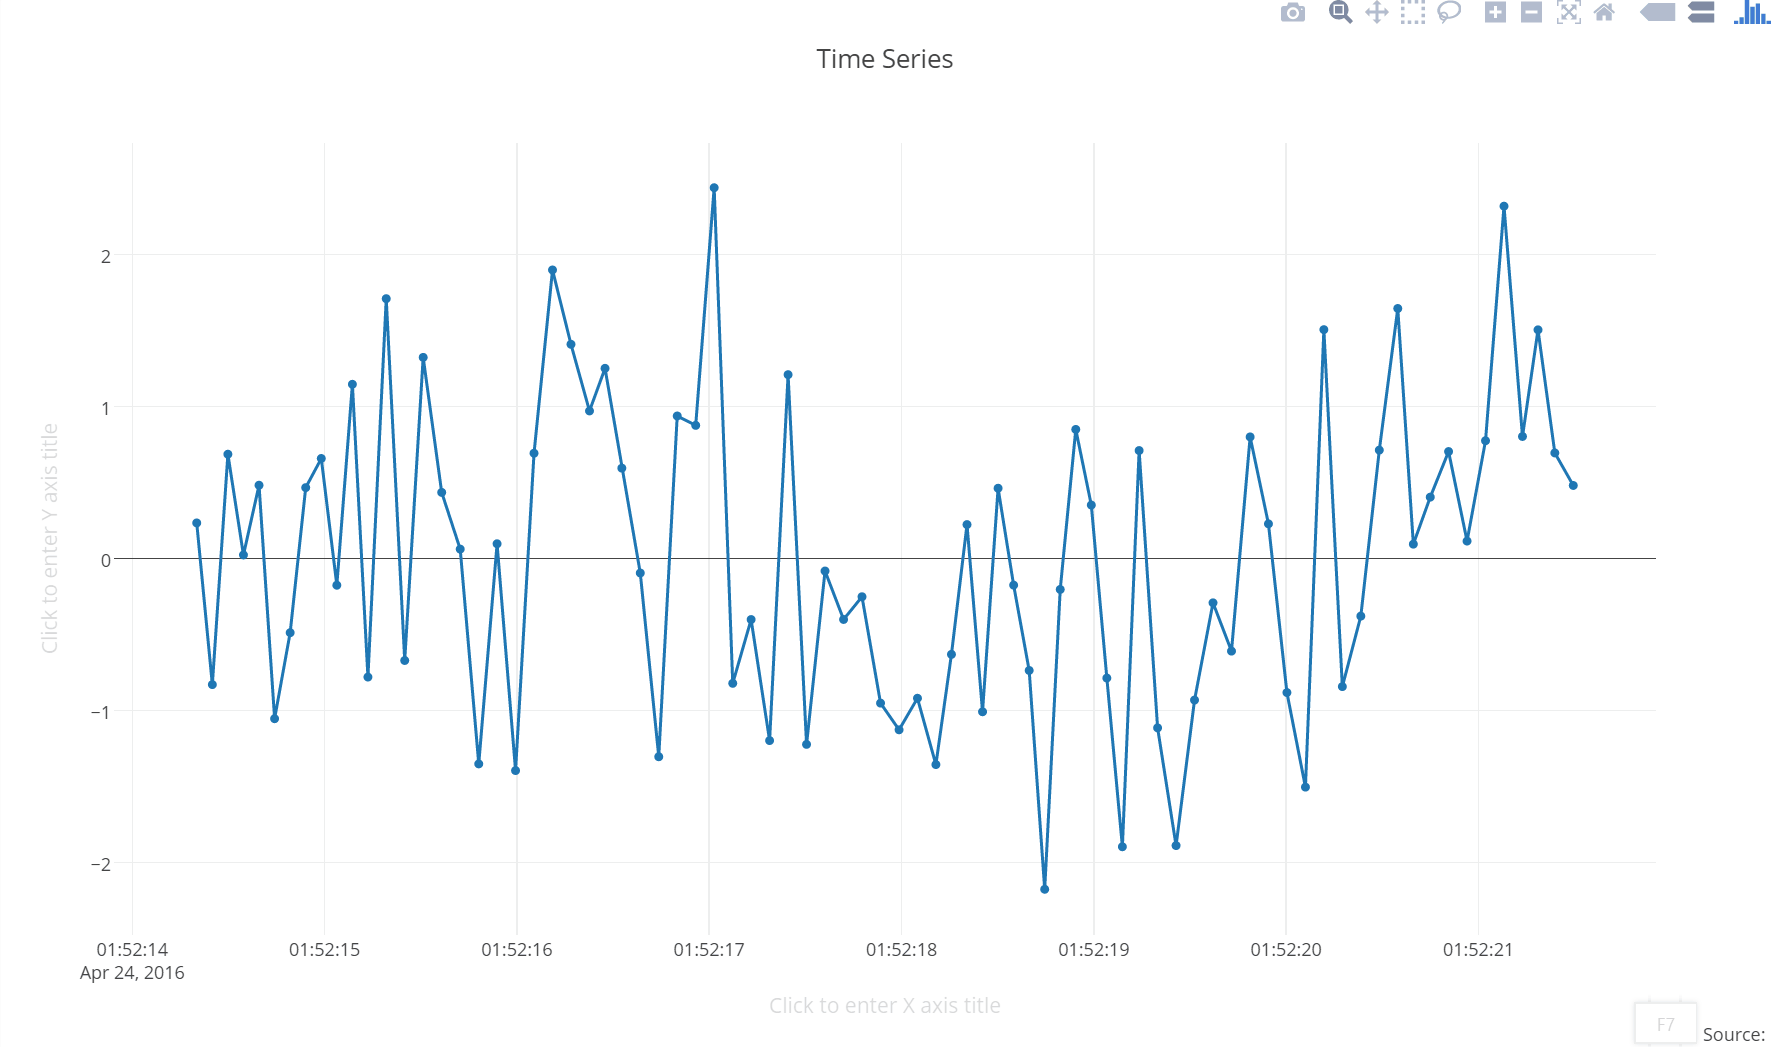 Time Series
2
1
0
−1
−2
Click to enter Y axis title
01:52:14 01:52:15 01:52:16 01:52:17 01:52:18 01:52:19 01:52:20 01:52:21
Apr 24, 2016
Click to enter X axis title
F7
Source: